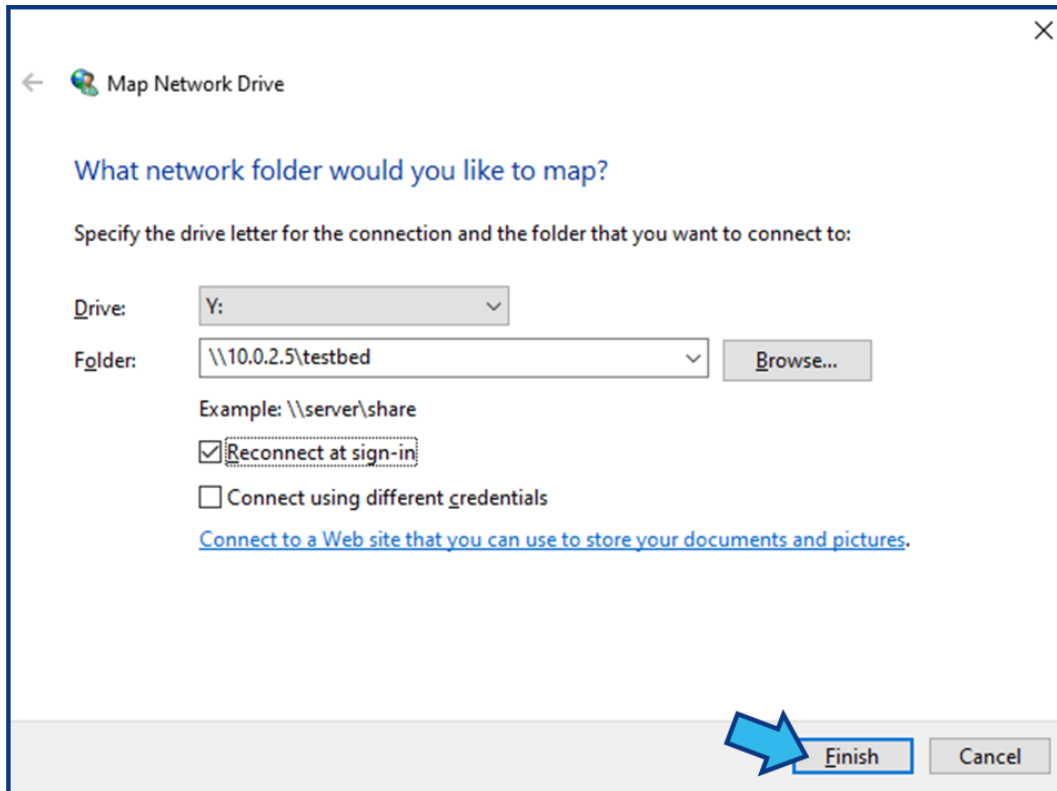 Map Network Drive
What network folder would you like to map?
Specify the drive letter for the connection and the folder that you want to connect to:
Drive: Y:
Folder: \\10.0.2.5\testbed Browse...
Example: \\server\share
Reconnect at sign-in
Connect using different credentials
Connect to a Web site that you can use to store your documents and pictures.
Finish Cancel